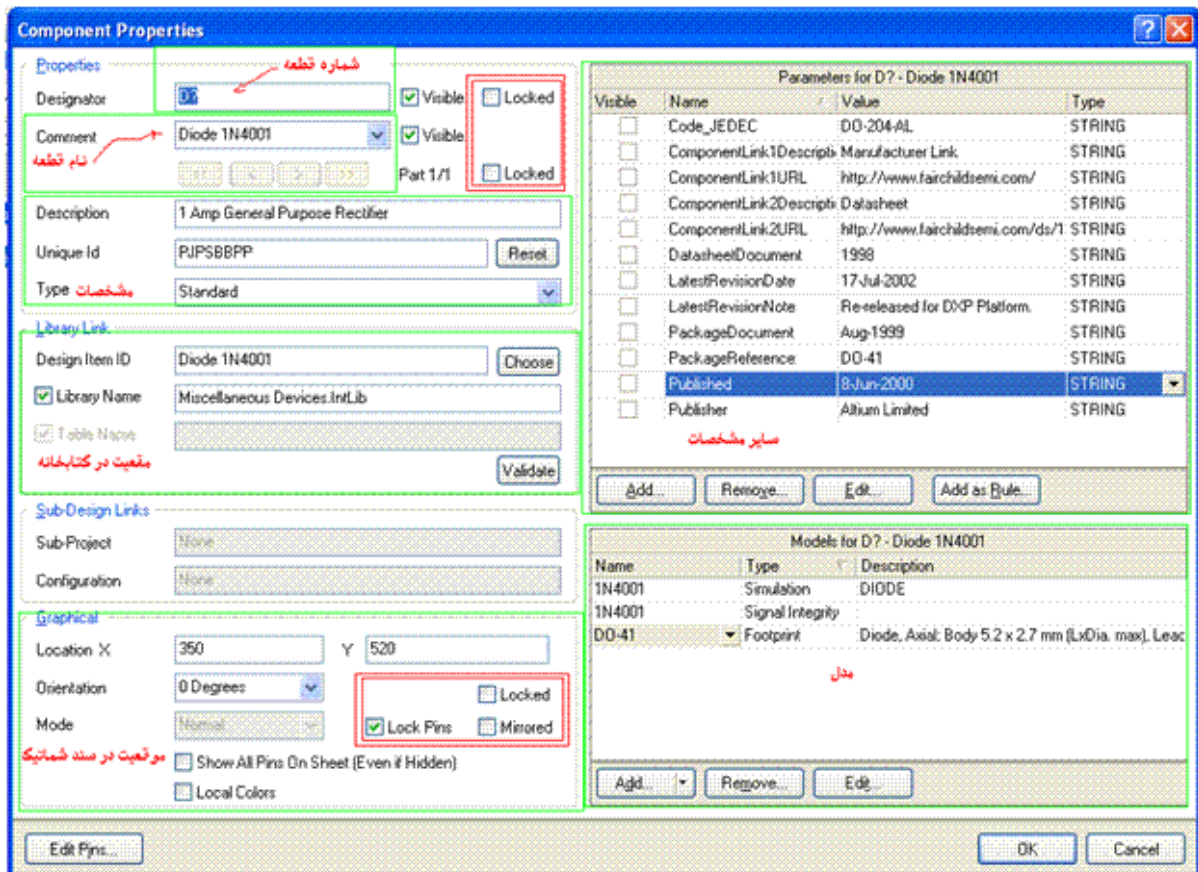 Component Properties
Properties
شماره قطعه
Designator D? Visible Locked
Comment Diode 1N4001 Visible
نام قطعه
<< < > >> Part 1/1 Locked
Description 1 Amp General Purpose Rectifier
Unique Id PJPSBBPP Reset
Type مشخصات Standard
Library Link
Design Item ID Diode 1N4001 Choose
Library Name Miscellaneous Devices.IntLib
Table Name
مقعیت در کتابخانه
Validate
Sub-Design Links
Sub-Project None
Configuration None
Graphical
Location X 350 Y 520
Orientation 0 Degrees Locked
Mode Normal Lock Pins Mirrored
موقعیت در سند شماتیک Show All Pins On Sheet (Even if Hidden)
Local Colors
Edit Pins...
Parameters for D? - Diode 1N4001
Visible Name / Value Type
Code_JEDEC DO-204-AL STRING
ComponentLink1Descripti Manufacturer Link STRING
ComponentLink1URL http://www.fairchildsemi.com/ STRING
ComponentLink2Descripti Datasheet STRING
ComponentLink2URL http://www.fairchildsemi.com/ds/1 STRING
DatasheetDocument 1998 STRING
LatestRevisionDate 17-Jul-2002 STRING
LatestRevisionNote Re-released for DXP Platform. STRING
PackageDocument Aug-1999 STRING
PackageReference DO-41 STRING
Published 8-Jun-2000 STRING
Publisher Altium Limited STRING
سایر مشخصات
Add... Remove... Edit... Add as Rule...
Models for D? - Diode 1N4001
Name Type Description
1N4001 Simulation DIODE
1N4001 Signal Integrity
DO-41 Footprint Diode, Axial; Body 5.2 x 2.7 mm (LxDia. max), Leac
مدل
Add... Remove... Edit...
OK Cancel